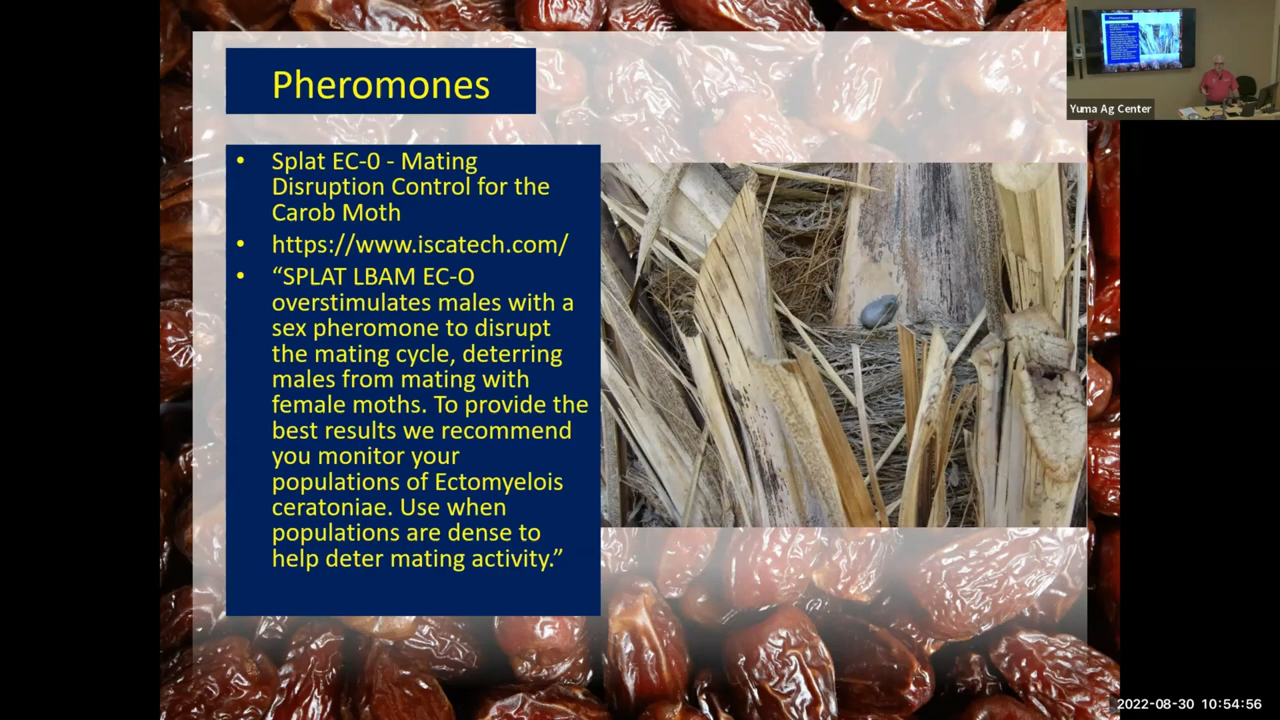 Pheromones
• Splat EC-0 - Mating
Disruption Control for the
Carob Moth
• https://www.iscatech.com/
• “SPLAT LBAM EC-O
overstimulates males with a
sex pheromone to disrupt
the mating cycle, deterring
males from mating with
female moths. To provide the
best results we recommend
you monitor your
populations of Ectomyelois
ceratoniae. Use when
populations are dense to
help deter mating activity.”
Yuma Ag Center
2022-08-30 10:54:56